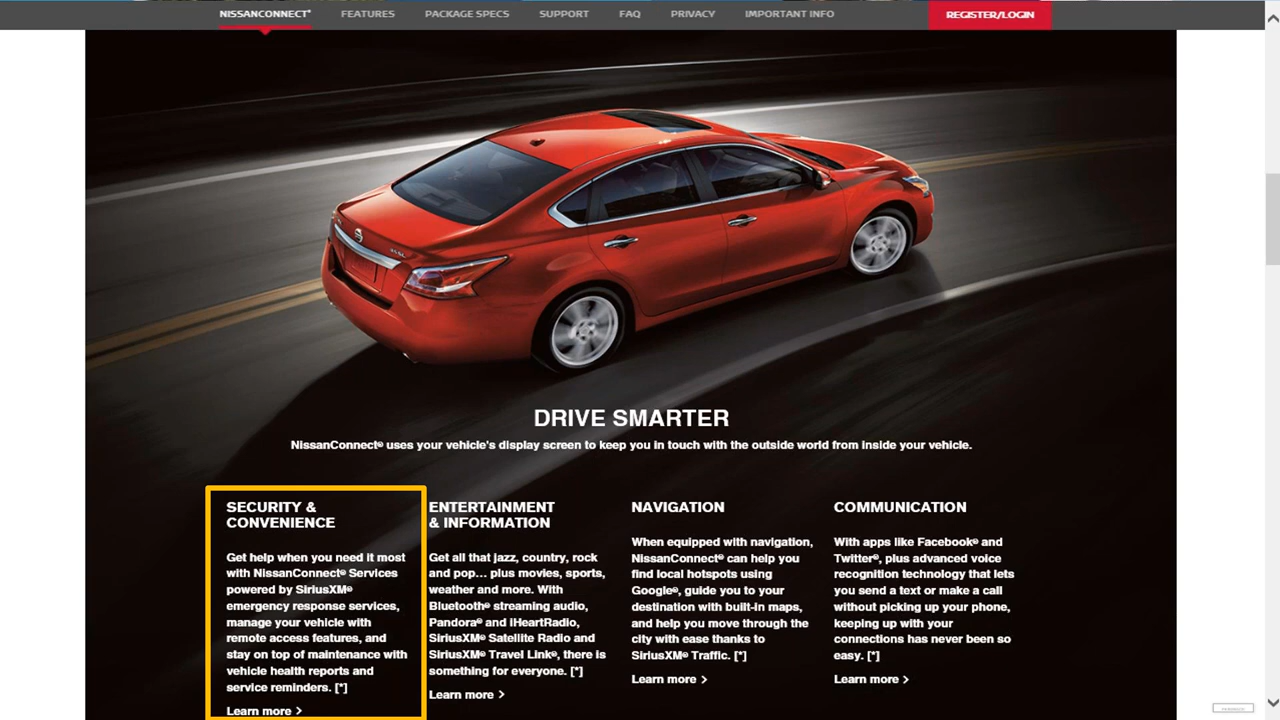 NISSANCONNECT® FEATURES PACKAGE SPECS SUPPORT FAQ PRIVACY IMPORTANT INFO REGISTER/LOGIN
DRIVE SMARTER
NissanConnect® uses your vehicle's display screen to keep you in touch with the outside world from inside your vehicle.
SECURITY &
CONVENIENCE
Get help when you need it most
with NissanConnect® Services
powered by SiriusXM®
emergency response services,
manage your vehicle with
remote access features, and
stay on top of maintenance with
vehicle health reports and
service reminders. [*]
Learn more >
ENTERTAINMENT
& INFORMATION
Get all that jazz, country, rock
and pop... plus movies, sports,
weather and more. With
Bluetooth® streaming audio,
Pandora® and iHeartRadio,
SiriusXM® Satellite Radio and
SiriusXM® Travel Link®, there is
something for everyone. [*]
Learn more >
NAVIGATION
When equipped with navigation,
NissanConnect® can help you
find local hotspots using
Google®, guide you to your
destination with built-in maps,
and help you move through the
city with ease thanks to
SiriusXM® Traffic. [*]
Learn more >
COMMUNICATION
With apps like Facebook® and
Twitter®, plus advanced voice
recognition technology that lets
you send a text or make a call
without picking up your phone,
keeping up with your
connections has never been so
easy. [*]
Learn more >